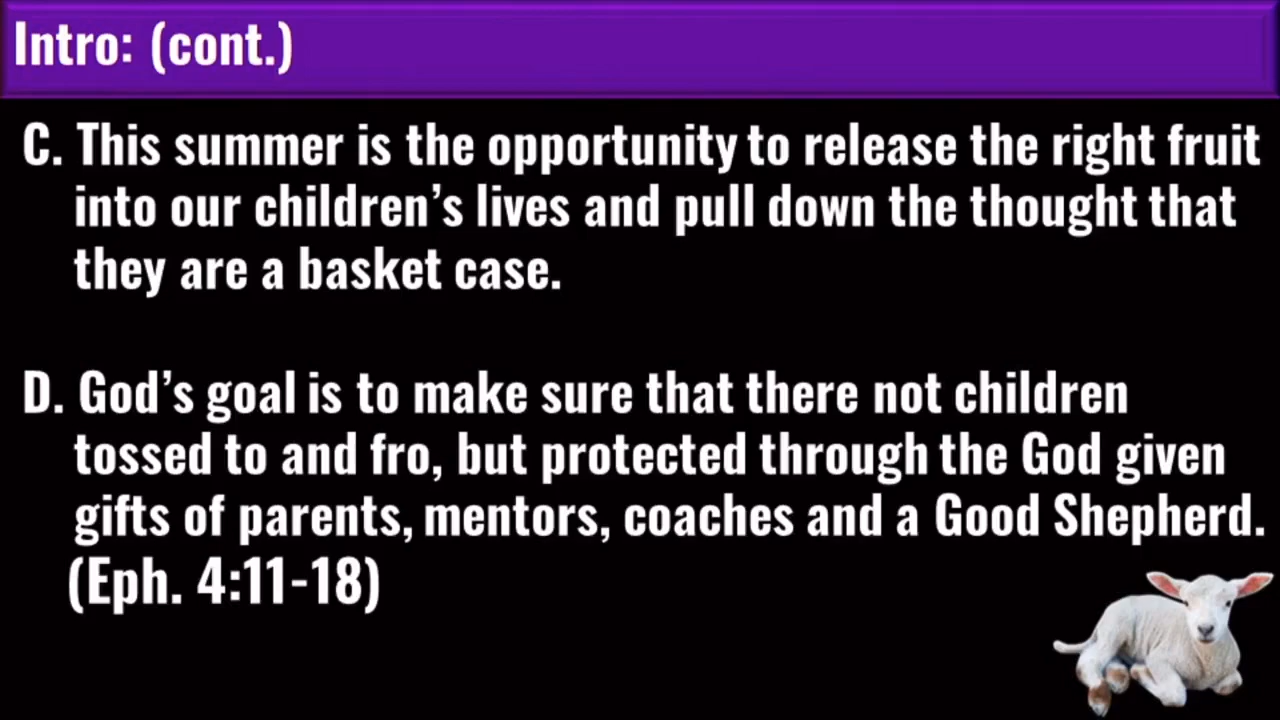 Intro: (cont.)
C. This summer is the opportunity to release the right fruit
into our children’s lives and pull down the thought that
they are a basket case.
D. God’s goal is to make sure that there not children
tossed to and fro, but protected through the God given
gifts of parents, mentors, coaches and a Good Shepherd.
(Eph. 4:11-18)